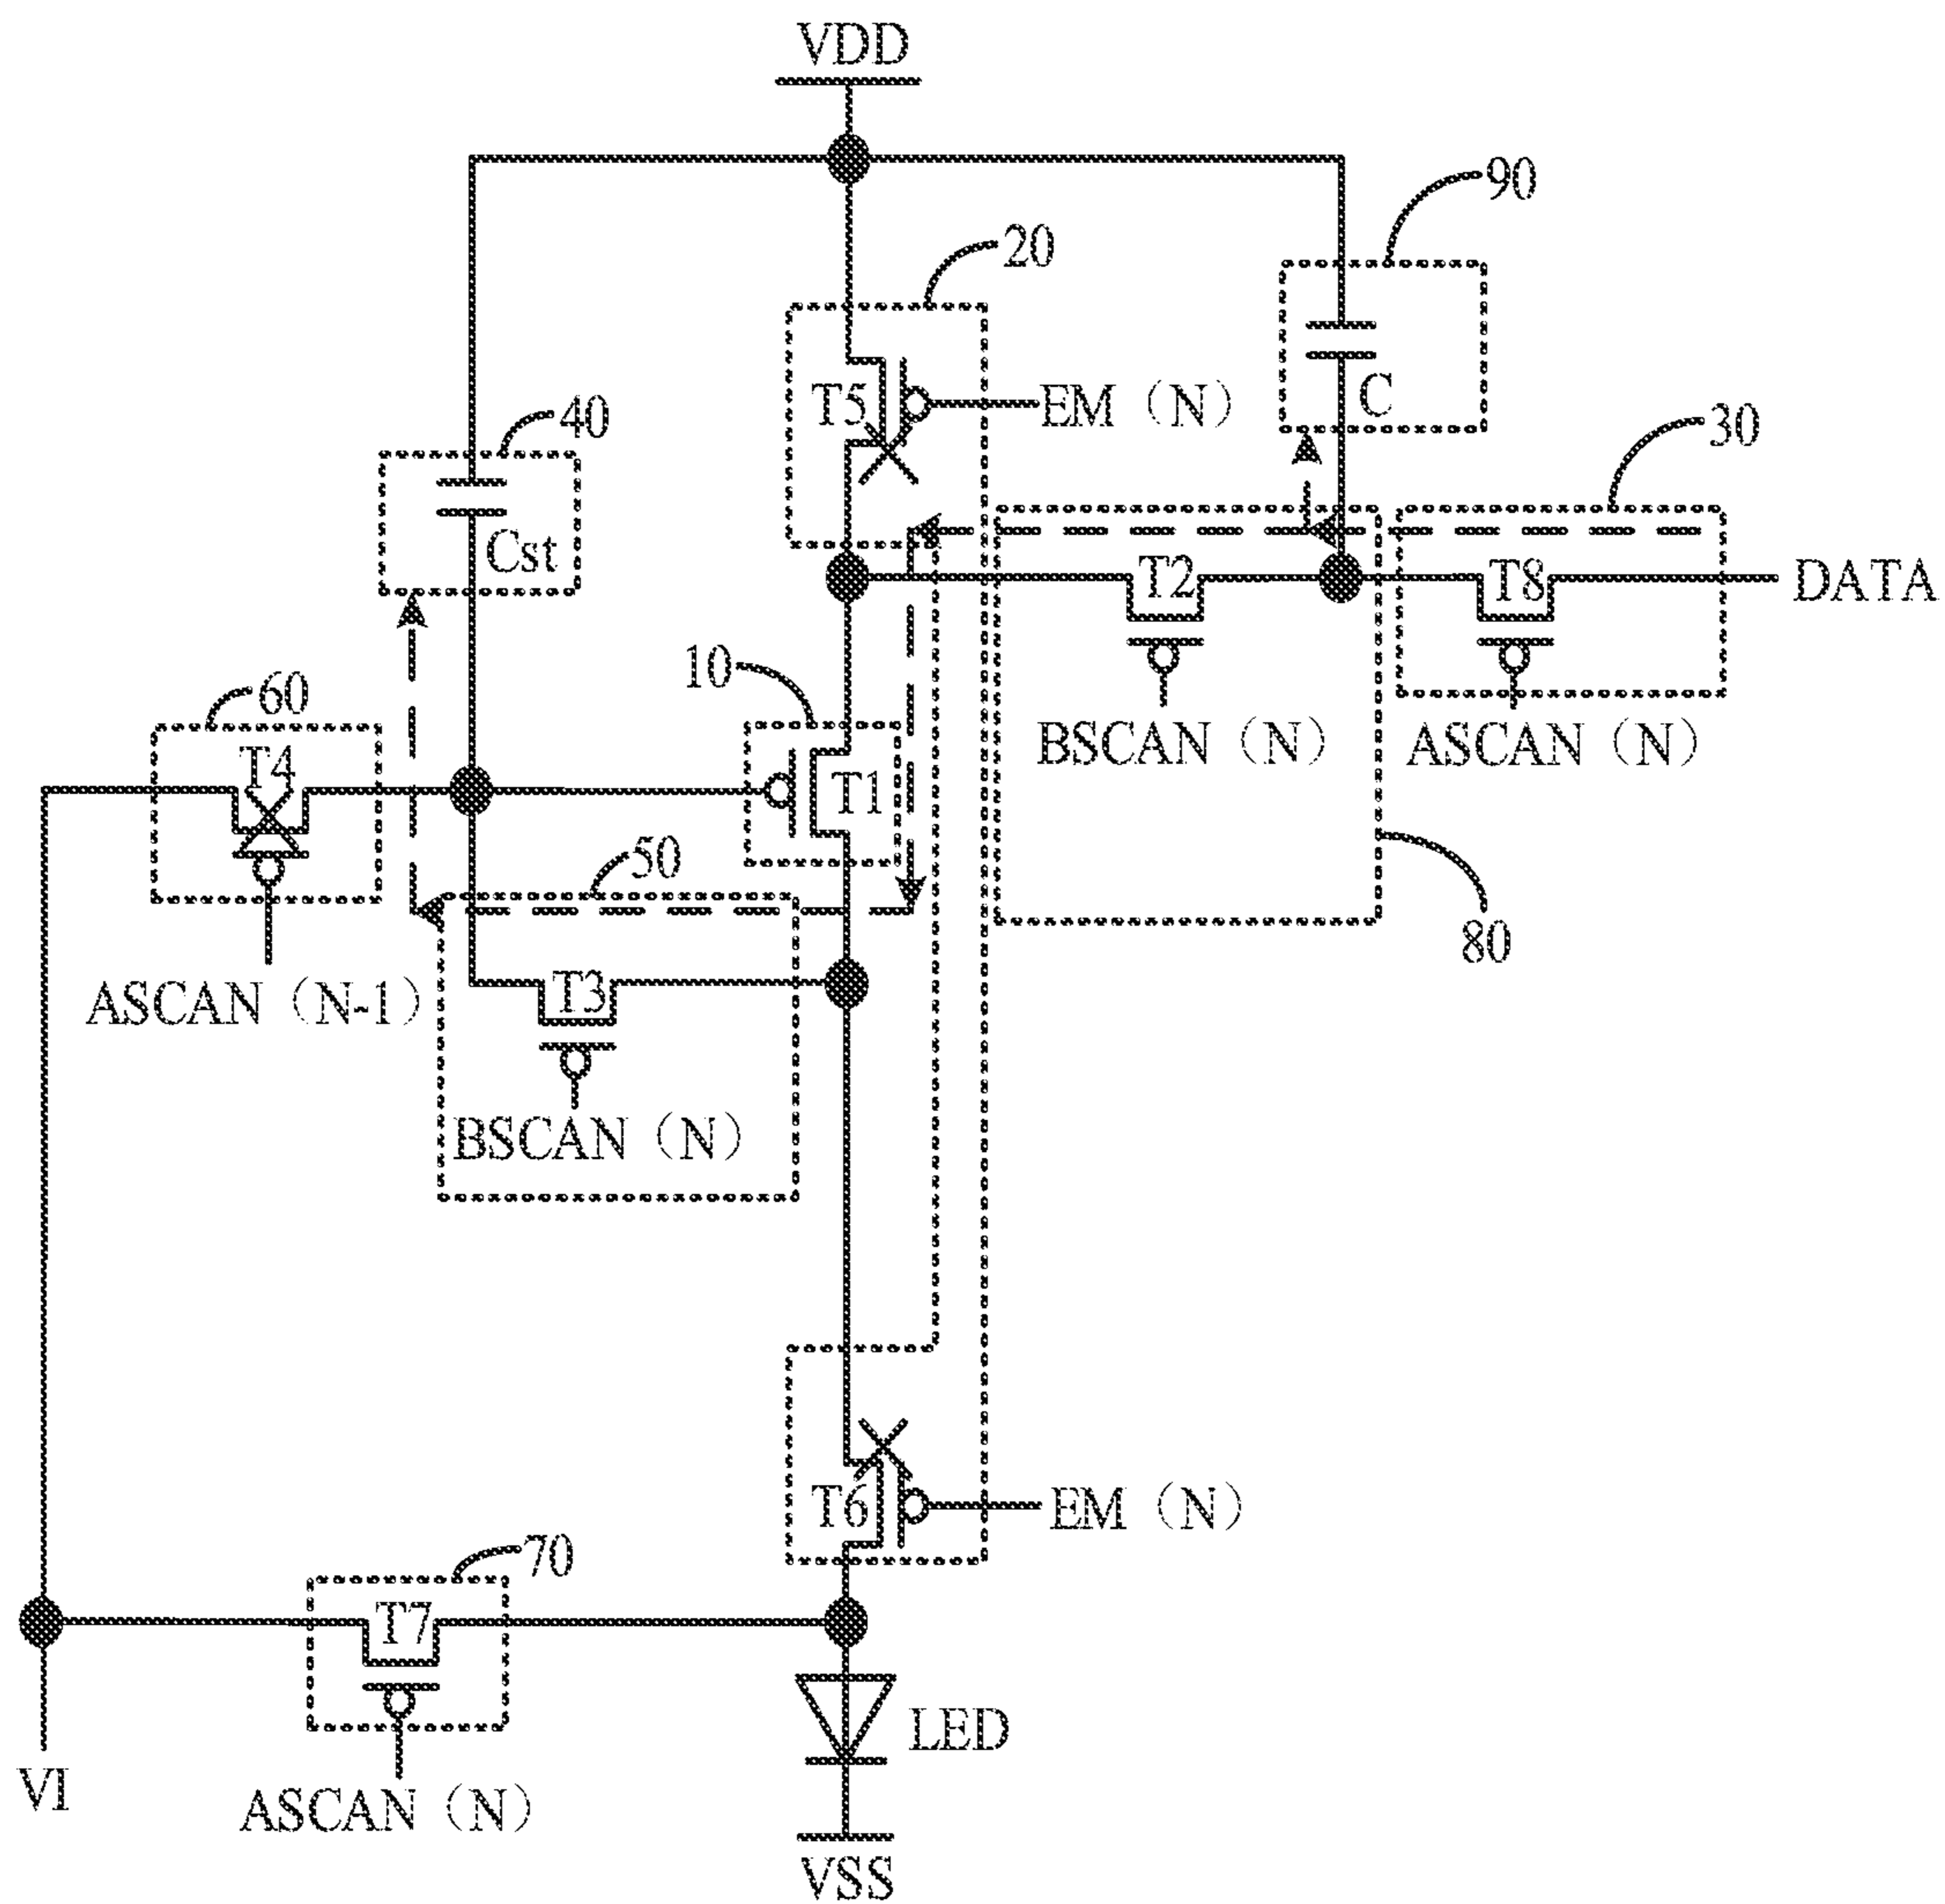 VDD
90
20
T5
EM（N）
C
40
30
Cst
T2
T8
DATA
10
60
BSCAN（N）
ASCAN（N）
T4
T1
50
80
ASCAN（N-1）
T3
BSCAN（N）
T6
EM（N）
70
T7
LED
VI
ASCAN（N）
VSS